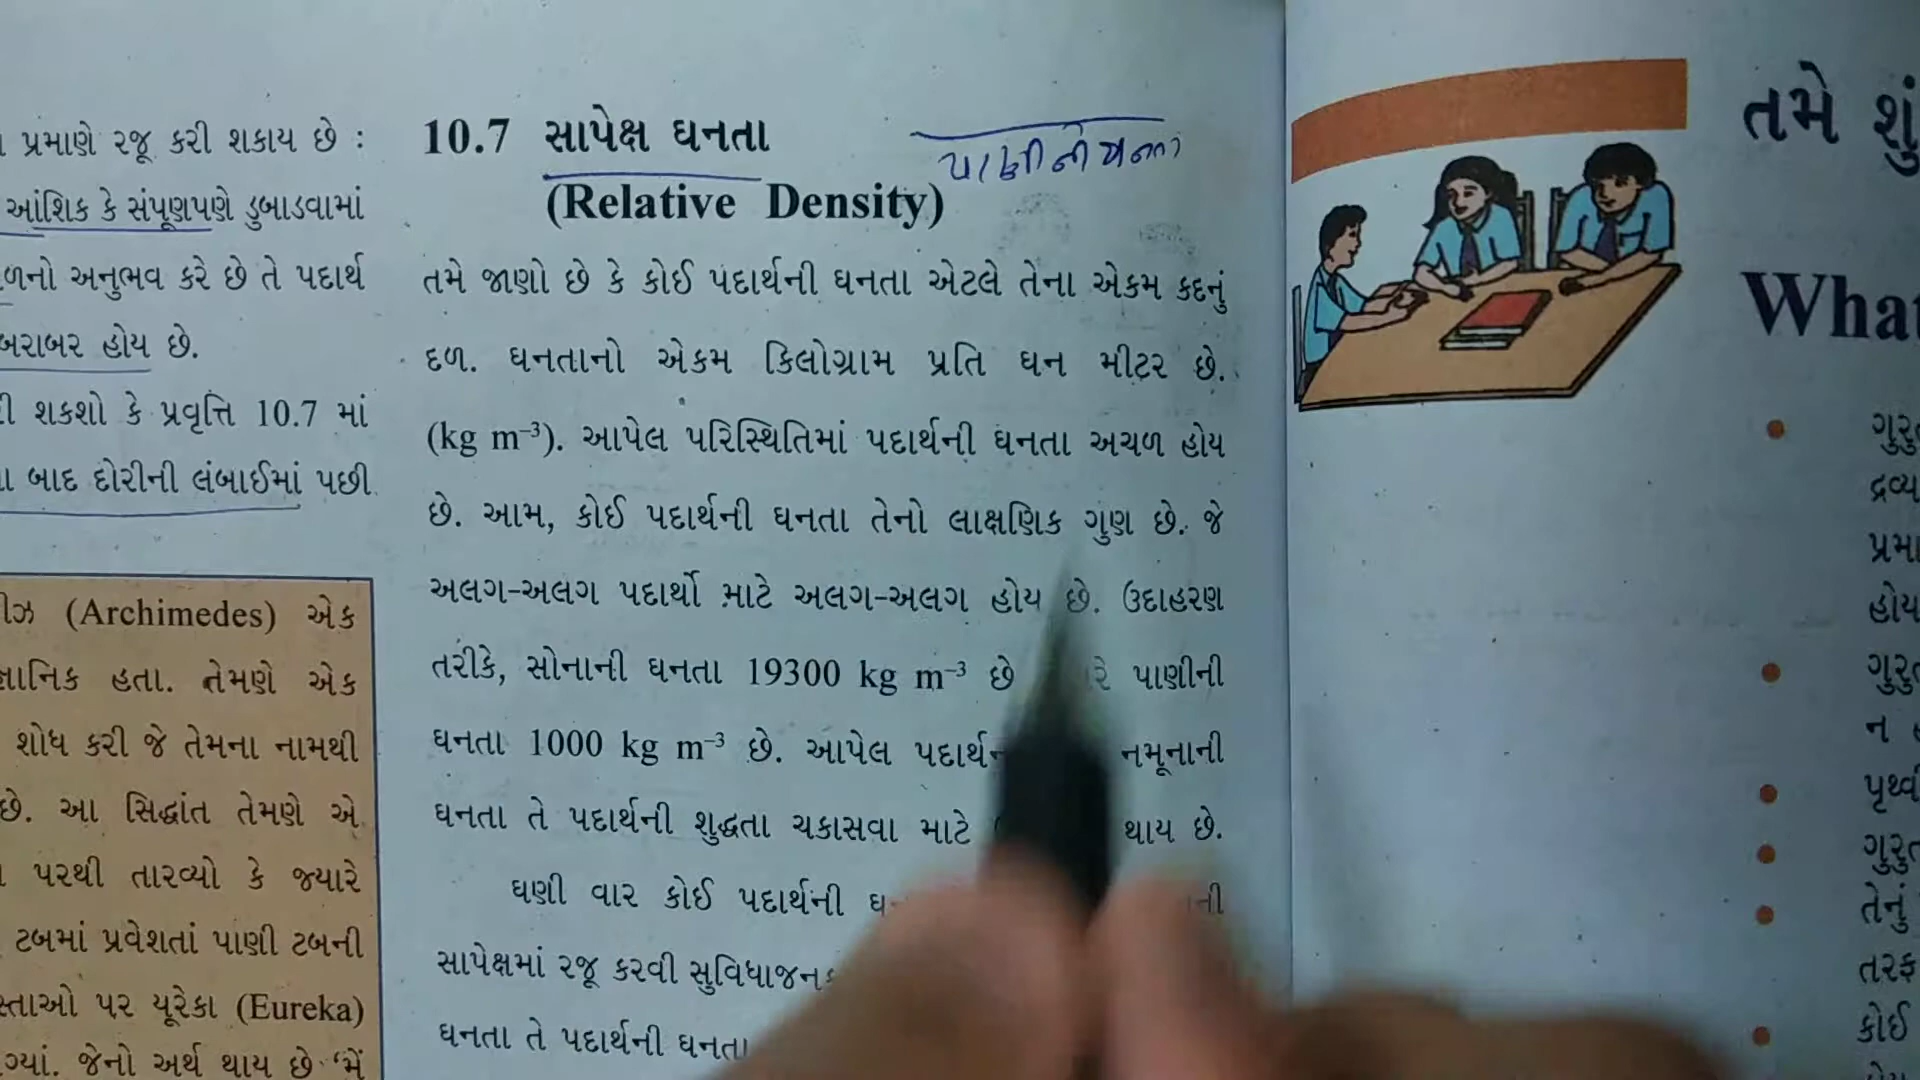 પ્રમાણે રજૂ કરી શકાય છે :
આંશિક કે સંપૂણપણે ડુબાડવામાં
ળનો અનુભવ કરે છે તે પદાર્થ
બરાબર હોય છે.
શકશો કે પ્રવૃત્તિ 10.7 માં
બાદ દોરીની લંબાઈમાં પછી
(Archimedes) એક
હતા. તેમણે એક
શોધ કરી જે તેમના નામથી
છે. આ સિદ્ધાંત તેમણે એ
પરથી તારવ્યો કે જ્યારે
ટબમાં પ્રવેશતાં પાણી ટબની
પર યૂરેકા (Eureka)
જેનો અર્થ થાય છે 'મેં
10.7 સાપેક્ષ ઘનતા
પાણીની ઘનતા
(Relative Density)
તમે જાણો છે કે કોઈ પદાર્થની ઘનતા એટલે તેના એકમ કદનું
દળ. ઘનતાનો એકમ કિલોગ્રામ પ્રતિ ઘન મીટર છે.
(kg m⁻³). આપેલ પરિસ્થિતિમાં પદાર્થની ઘનતા અચળ હોય
છે. આમ, કોઈ પદાર્થની ઘનતા તેનો લાક્ષણિક ગુણ છે. જે
અલગ-અલગ પદાર્થો માટે અલગ-અલગ હોય છે. ઉદાહરણ
તરીકે, સોનાની ઘનતા 19300 kg m⁻³ છે પાણીની
ઘનતા 1000 kg m⁻³ છે. આપેલ નમૂનાની
ઘનતા તે પદાર્થની શુદ્ધતા ચકાસવા માટે થાય છે.
ઘણી વાર કોઈ પદાર્થની
સાપેક્ષમાં રજૂ કરવી
ઘનતા તે પદાર્થની ઘનતા
તમે શું
What
ન
તેનું
તરફ
કોઈ